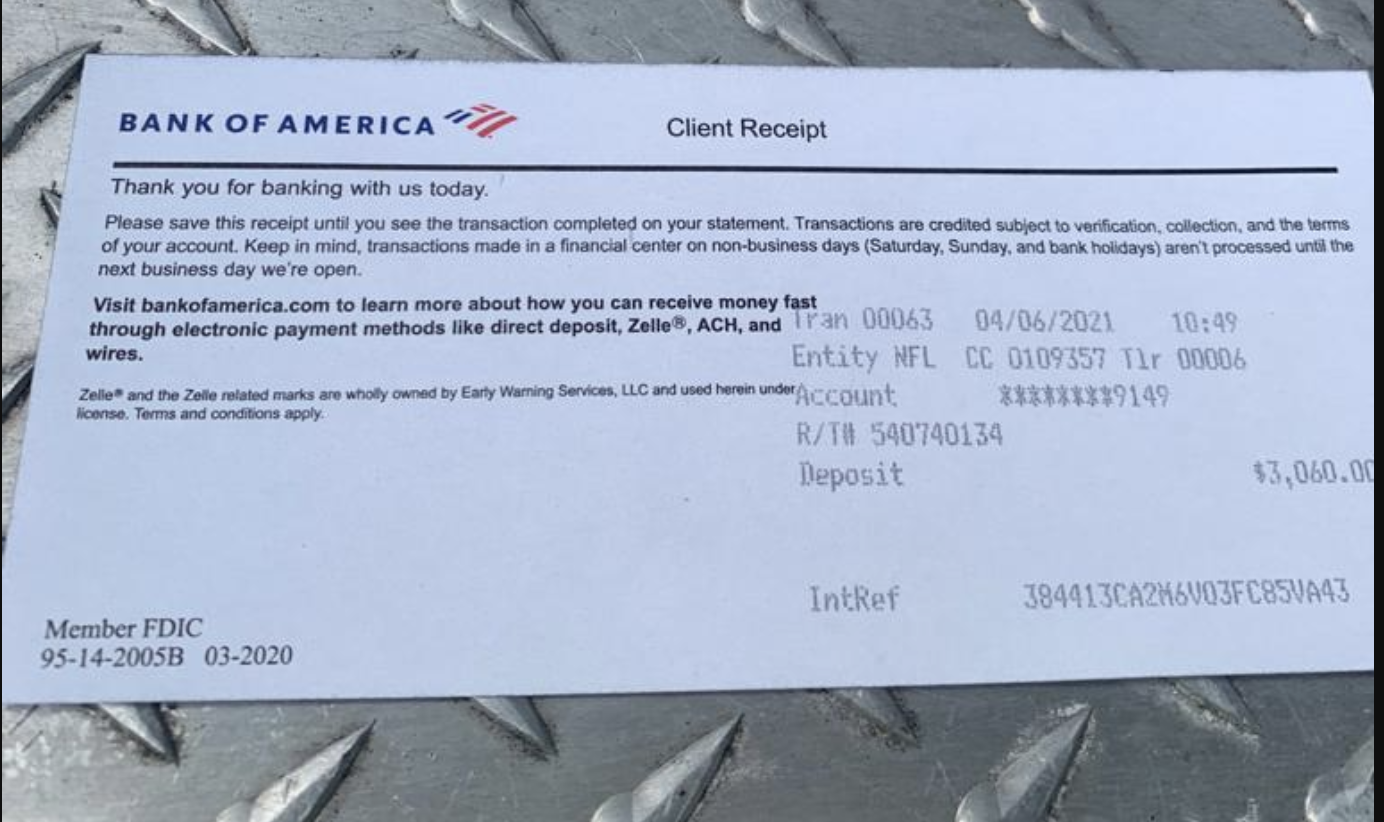 BANK OF AMERICA
Client Receipt
Thank you for banking with us today.
Please save this receipt until you see the transaction completed on your statement. Transactions are credited subject to verification, collection, and the terms
of your account. Keep in mind, transactions made in a financial center on non-business days (Saturday, Sunday, and bank holidays) aren't processed until the
next business day we're open.
Visit bankofamerica.com to learn more about how you can receive money fast
through electronic payment methods like direct deposit, Zelle®, ACH, and
wires.
Zelle® and the Zelle related marks are wholly owned by Early Warning Services, LLC and used herein under
license. Terms and conditions apply.
Tran 00063 04/06/2021 10:49
Entity NFL CC 0109357 Tlr 00006
Account ********9149
R/T# 540740134
Deposit $3,060.00
IntRef 384413CA2M6V03FC85VA43
Member FDIC
95-14-2005B 03-2020